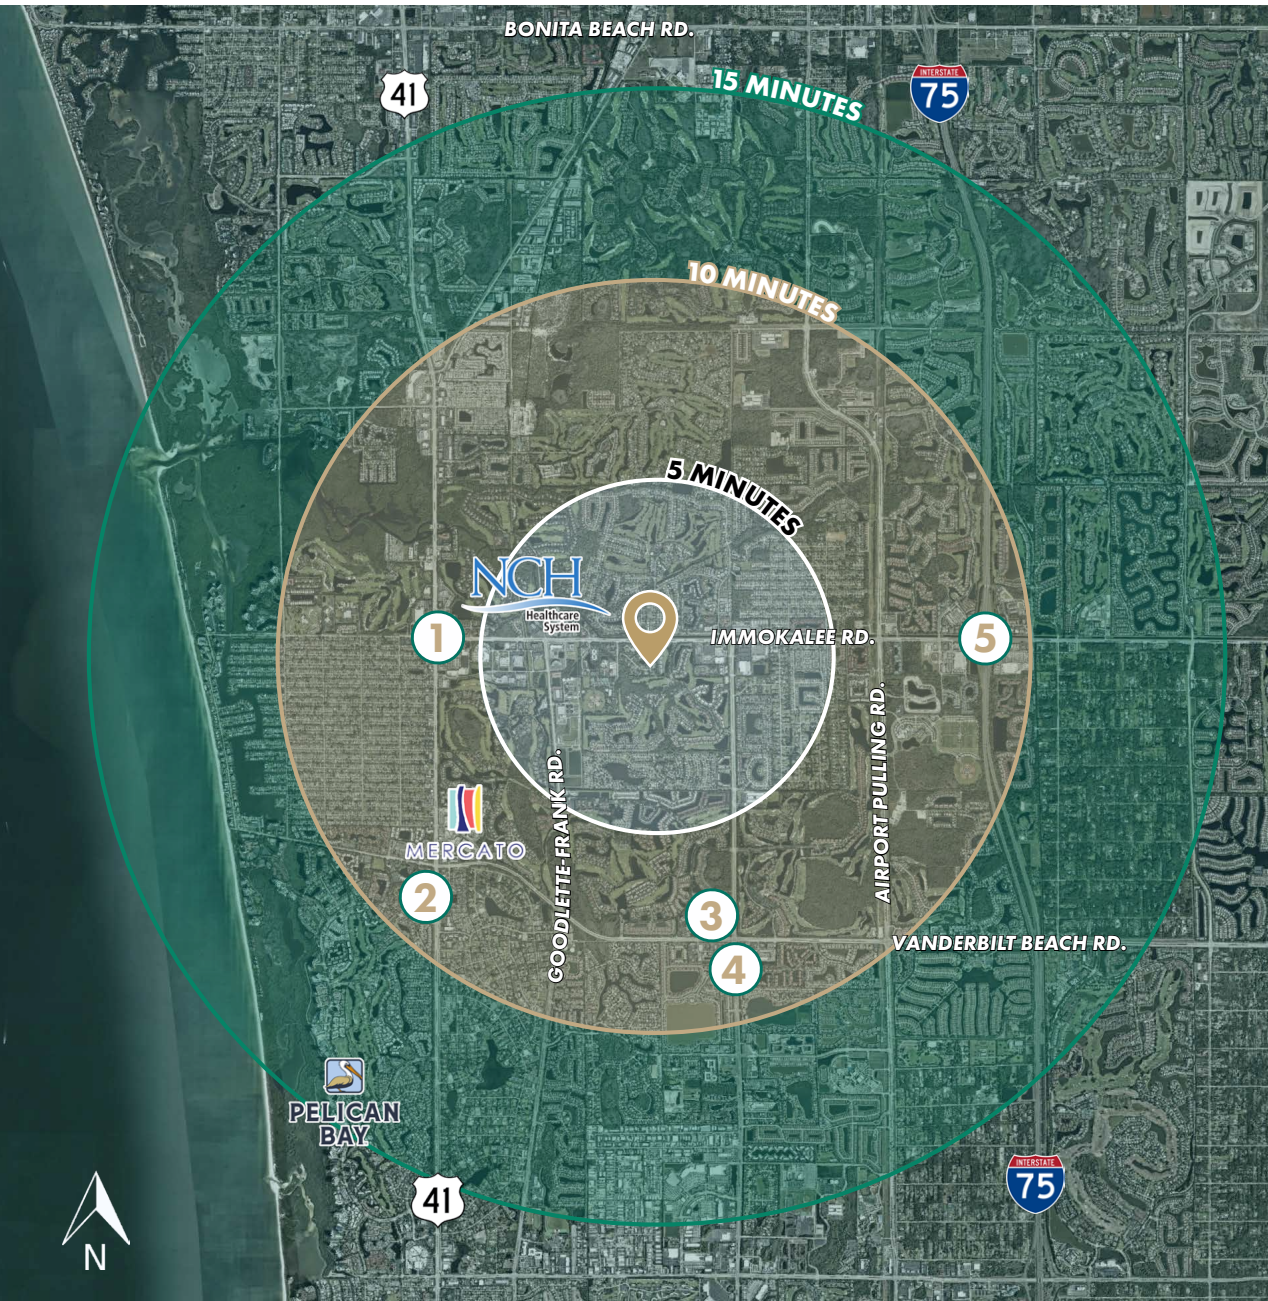 BONITA BEACH RD.
41
15 MINUTES
INTERSTATE
75
10 MINUTES
5 MINUTES
NCH
Healthcare
System
1
IMMOKALEE RD.
5
AIRPORT PULLING RD.
GOODLETTE-FRANK RD.
MERCATO
2
3
4
VANDERBILT BEACH RD.
PELICAN
BAY
41
INTERSTATE
75
N